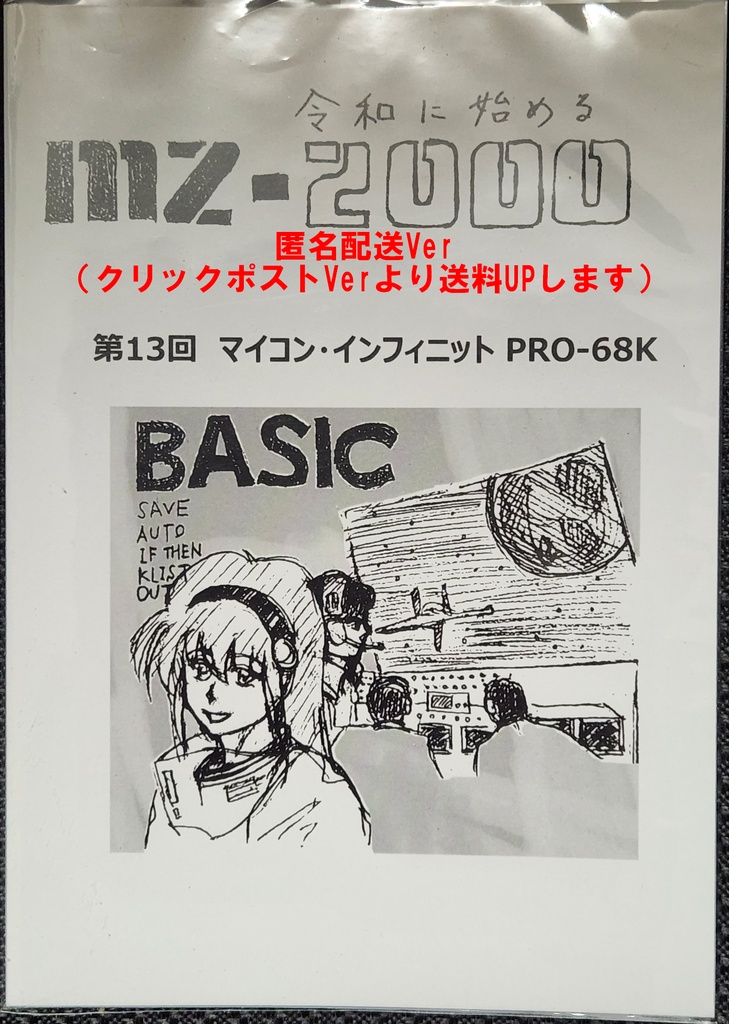 令和に始める
MZ-2000
匿名配送Ver
（クリックポストVerより送料UPします）
第13回 マイコン・インフィニット PRO-68K
BASIC
SAVE
AUTO
IF THEN
KLIST
OUT